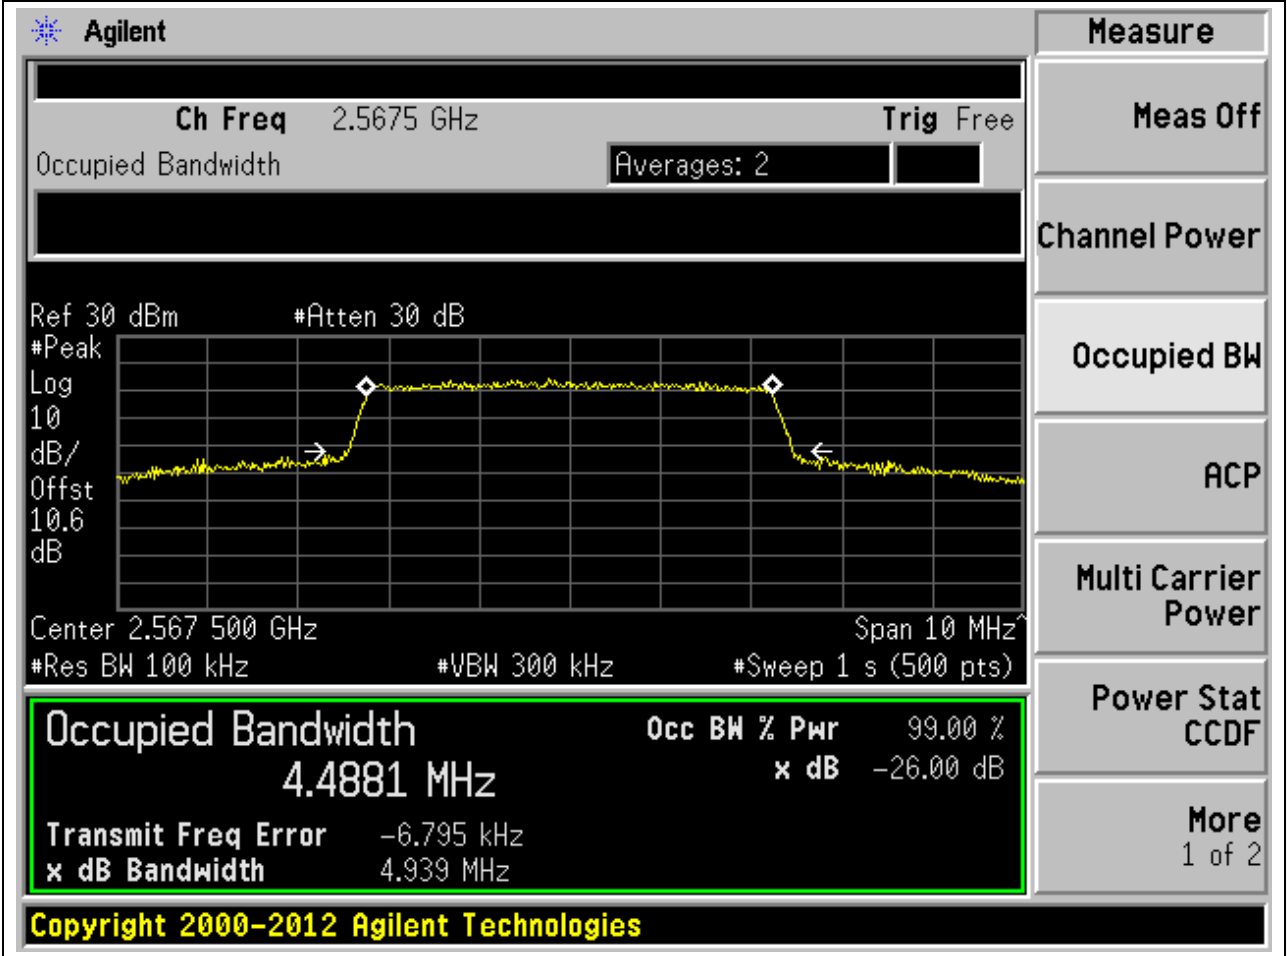 Agilent
Measure
Ch Freq 2.5675 GHz Trig Free
Meas Off
Occupied Bandwidth Averages: 2
Channel Power
Ref 30 dBm #Atten 30 dB
#Peak
Log
10
dB/
Offst
10.6
dB
Occupied BW
ACP
Multi Carrier
Power
Center 2.567 500 GHz Span 10 MHz^
#Res BW 100 kHz #VBW 300 kHz #Sweep 1 s (500 pts)
Occupied Bandwidth Occ BW % Pwr 99.00 %
4.4881 MHz x dB -26.00 dB
Transmit Freq Error -6.795 kHz
x dB Bandwidth 4.939 MHz
Power Stat
CCDF
More
1 of 2
Copyright 2000-2012 Agilent Technologies